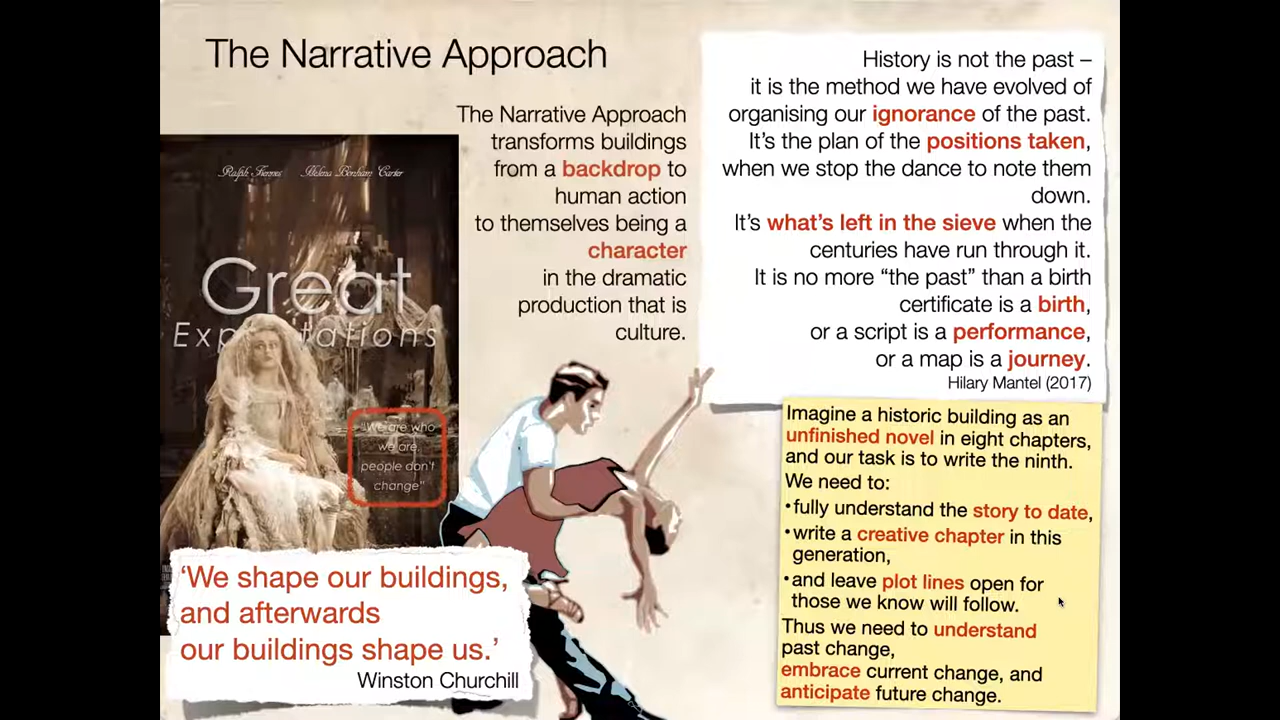 The Narrative Approach
The Narrative Approach
transforms buildings
from a backdrop to
human action
to themselves being a
character
in the dramatic
production that is
culture.
Ralph Fiennes Helena Bonham Carter
Great
Expectations
"We are who
we are,
people don't
change"
'We shape our buildings,
and afterwards
our buildings shape us.'
Winston Churchill
History is not the past –
it is the method we have evolved of
organising our ignorance of the past.
It's the plan of the positions taken,
when we stop the dance to note them
down.
It's what's left in the sieve when the
centuries have run through it.
It is no more “the past” than a birth
certificate is a birth,
or a script is a performance,
or a map is a journey.
Hilary Mantel (2017)
Imagine a historic building as an
unfinished novel in eight chapters,
and our task is to write the ninth.
We need to:
•fully understand the story to date,
•write a creative chapter in this
generation,
•and leave plot lines open for
those we know will follow.
Thus we need to understand
past change,
embrace current change, and
anticipate future change.